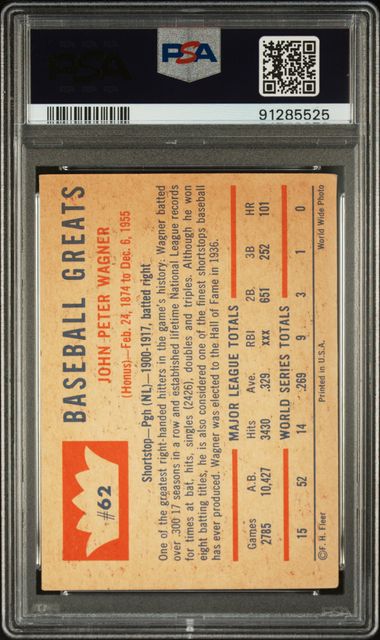 PSA
PSA
91285525
#62
BASEBALL GREATS
JOHN PETER WAGNER
(Honus)—Feb. 24, 1874 to Dec. 6, 1955
Shortstop—Pgh (NL)—1900-1917, batted right
One of the greatest right-handed hitters in the game's history. Wagner batted
over .300 17 seasons in a row and established lifetime National League records
for times at bat, hits, singles (2426), doubles and triples. Although he won
eight batting titles, he is also considered one of the finest shortstops baseball
has ever produced. Wagner was elected to the Hall of Fame in 1936.
MAJOR LEAGUE TOTALS
Games A.B. Hits Ave. RBI 2B. 3B HR
2785 10,427 3430 .329 xxx 651 252 101
WORLD SERIES TOTALS
15 52 14 .269 9 3 1 0
©F. H. Fleer Printed in U.S.A. World Wide Photo